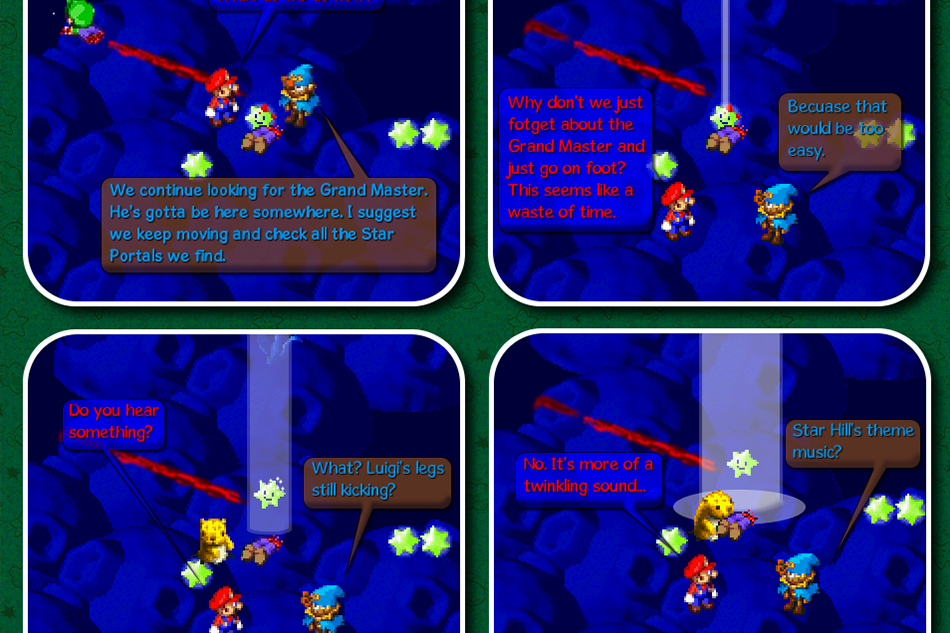 We continue looking for the Grand Master.
He's gotta be here somewhere. I suggest
we keep moving and check all the Star
Portals we find.
Why don't we just
fotget about the
Grand Master and
just go on foot?
This seems like a
waste of time.
Becuase that
would be too
easy.
Do you hear
something?
What? Luigi's legs
still kicking?
No. It's more of a
twinkling sound...
Star Hill's theme
music?